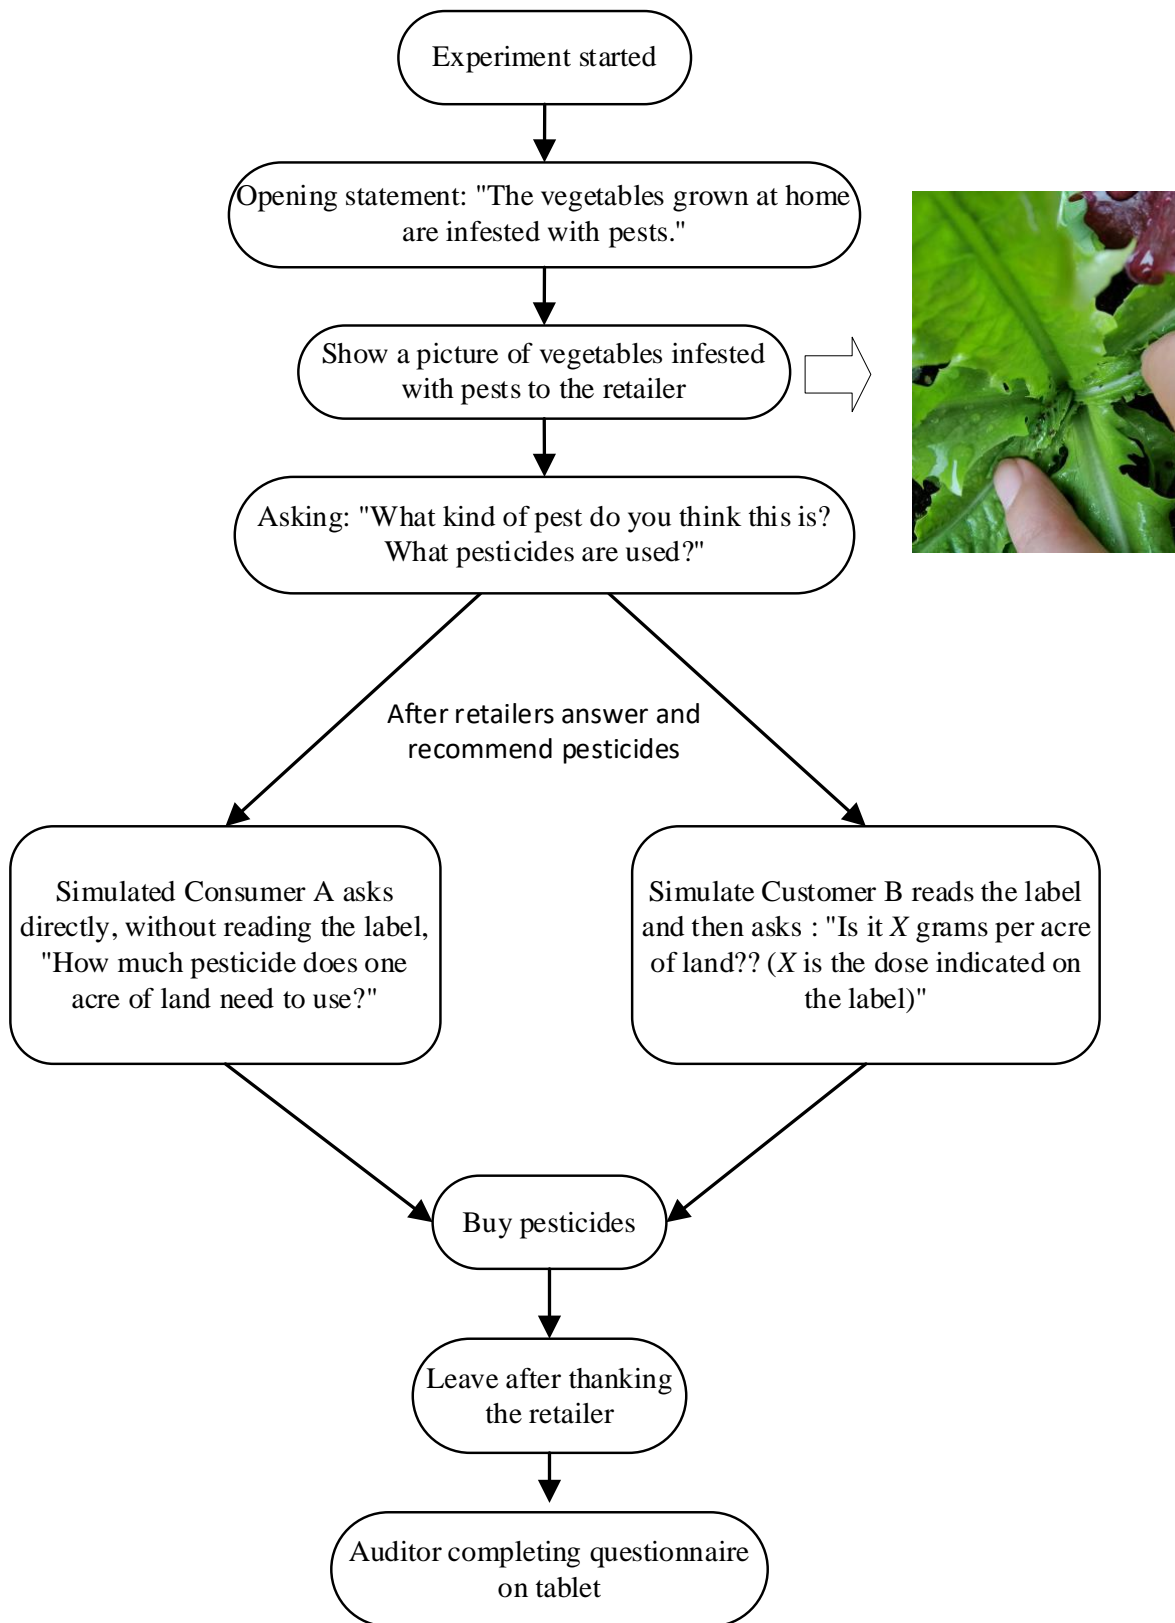 Experiment started
Opening statement: "The vegetables grown at home
are infested with pests."
Show a picture of vegetables infested
with pests to the retailer
Asking: "What kind of pest do you think this is?
What pesticides are used?"
After retailers answer and
recommend pesticides
Simulated Consumer A asks
directly, without reading the label,
"How much pesticide does one
acre of land need to use?"
Simulate Customer B reads the label
and then asks : "Is it X grams per acre
of land?? (X is the dose indicated on
the label)"
Buy pesticides
Leave after thanking
the retailer
Auditor completing questionnaire
on tablet